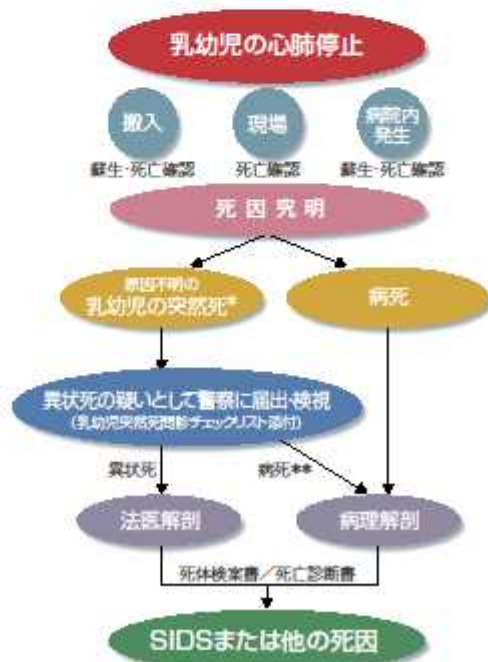 乳幼児の心肺停止
搬入
現場
病院内
発生
蘇生・死亡確認
死亡確認
蘇生・死亡確認
死因究明
原因不明の
乳幼児の突然死*
病死
異状死の疑いとして警察に届出・検視
(乳幼児突然死問診チェックリスト添付)
異状死
病死**
法医解剖
病理解剖
死体検案書/死亡診断書
SIDSまたは他の死因